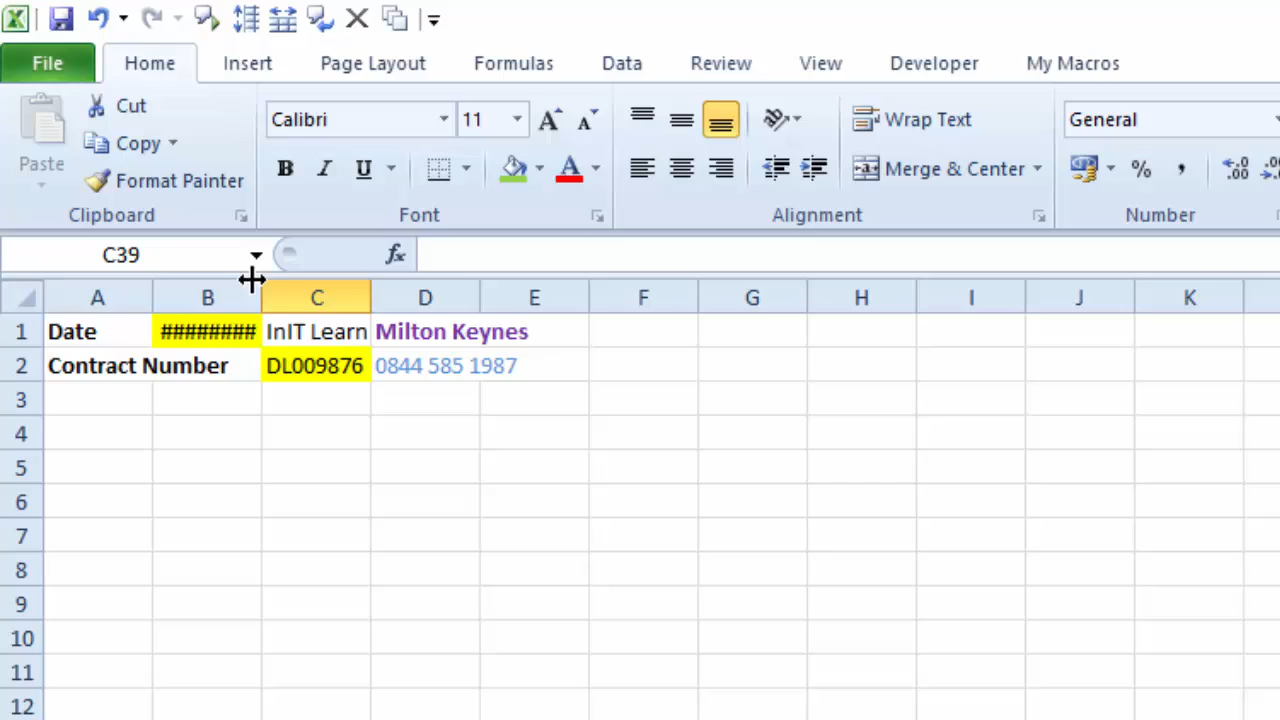 File Home Insert Page Layout Formulas Data Review View Developer My Macros
Cut
Copy
Paste
Format Painter
Clipboard
Calibri 11
B I U
Font
Wrap Text
Merge & Center
Alignment
General
% ,
Number
C39 fx
A B C D E F G H I J K
1 Date ######## InIT Learn Milton Keynes
2 Contract Number DL009876 0844 585 1987
3
4
5
6
7
8
9
10
11
12